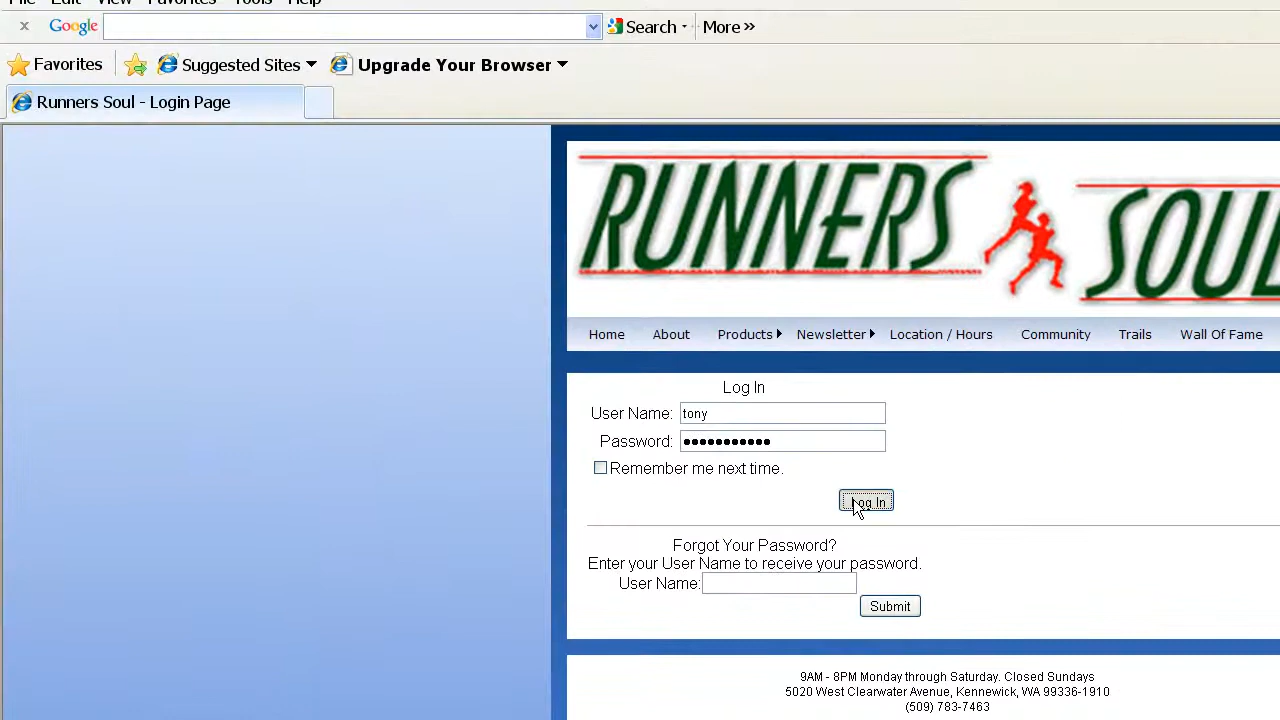 File Edit View Favorites Tools Help
x Google Search More »
Favorites Suggested Sites Upgrade Your Browser
Runners Soul - Login Page
RUNNERS SOUL
Home About Products Newsletter Location / Hours Community Trails Wall Of Fame
Log In
User Name: tony
Password: •••••••••••
Remember me next time.
Log In
Forgot Your Password?
Enter your User Name to receive your password.
User Name:
Submit
9AM - 8PM Monday through Saturday. Closed Sundays
5020 West Clearwater Avenue, Kennewick, WA 99336-1910
(509) 783-7463